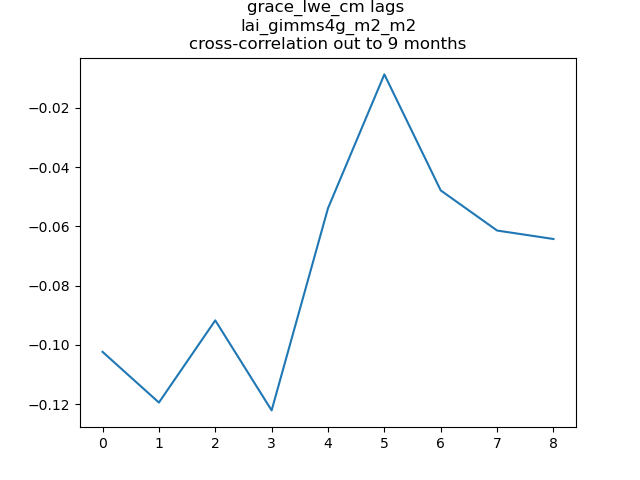 grace_lwe_cm lags
lai_gimms4g_m2_m2
cross-correlation out to 9 months
−0.02
−0.04
−0.06
−0.08
−0.10
−0.12
0 1 2 3 4 5 6 7 8